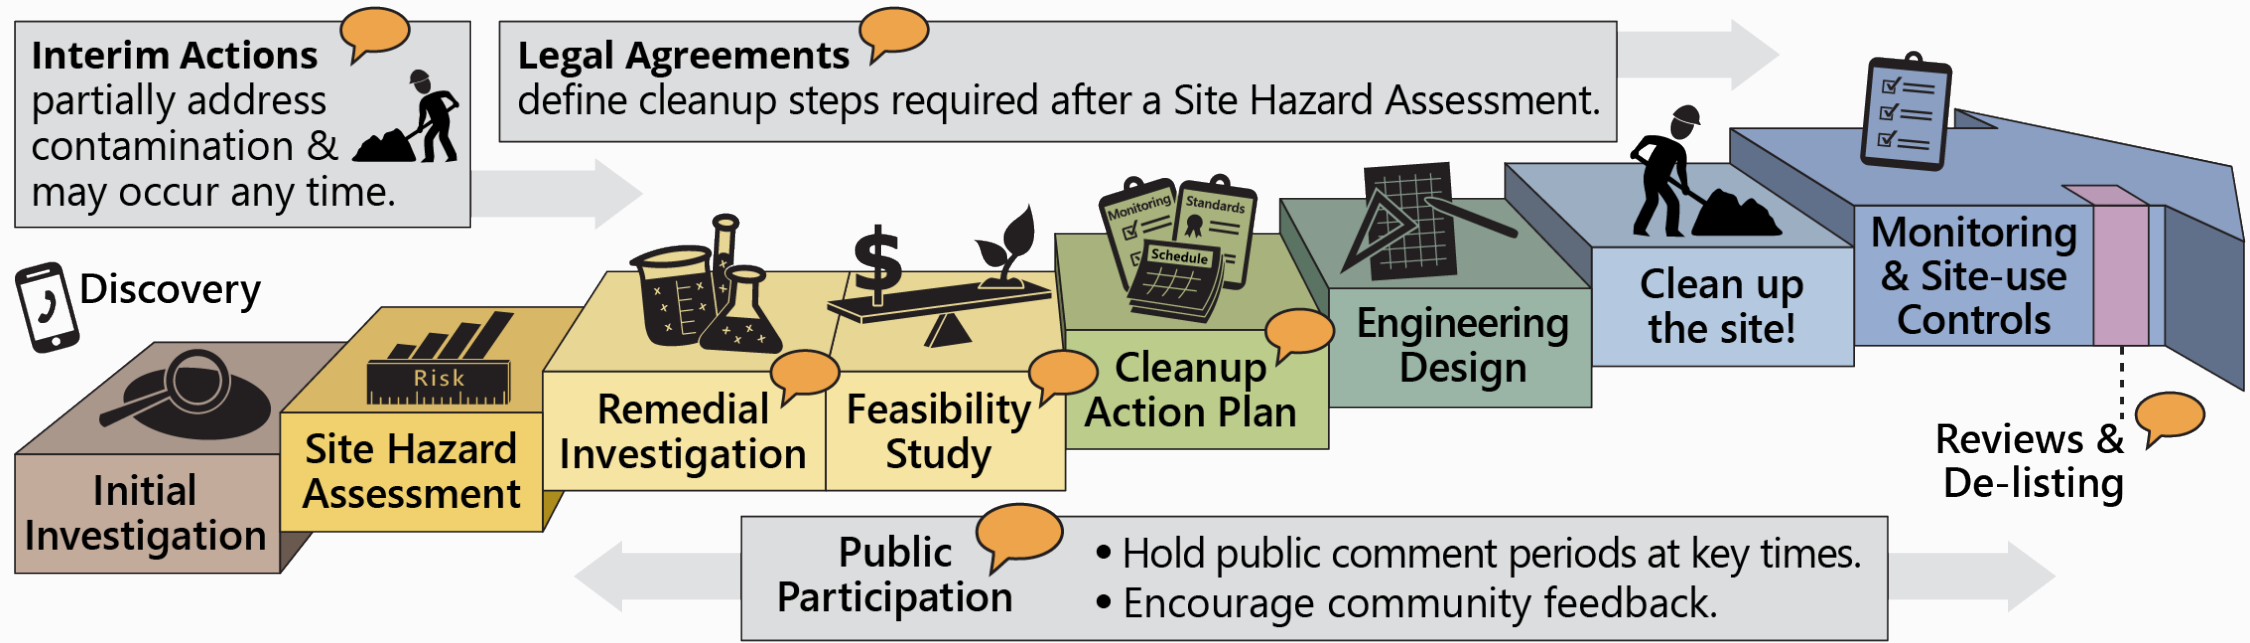 Interim Actions
partially address
contamination &
may occur any time.
Legal Agreements
define cleanup steps required after a Site Hazard Assessment.
Discovery
Initial
Investigation
Risk
Site Hazard
Assessment
Remedial
Investigation
$
Feasibility
Study
Monitoring
Standards
Schedule
Cleanup
Action Plan
Engineering
Design
Clean up
the site!
Monitoring
& Site-use
Controls
Reviews &
De-listing
Public
Participation
• Hold public comment periods at key times.
• Encourage community feedback.